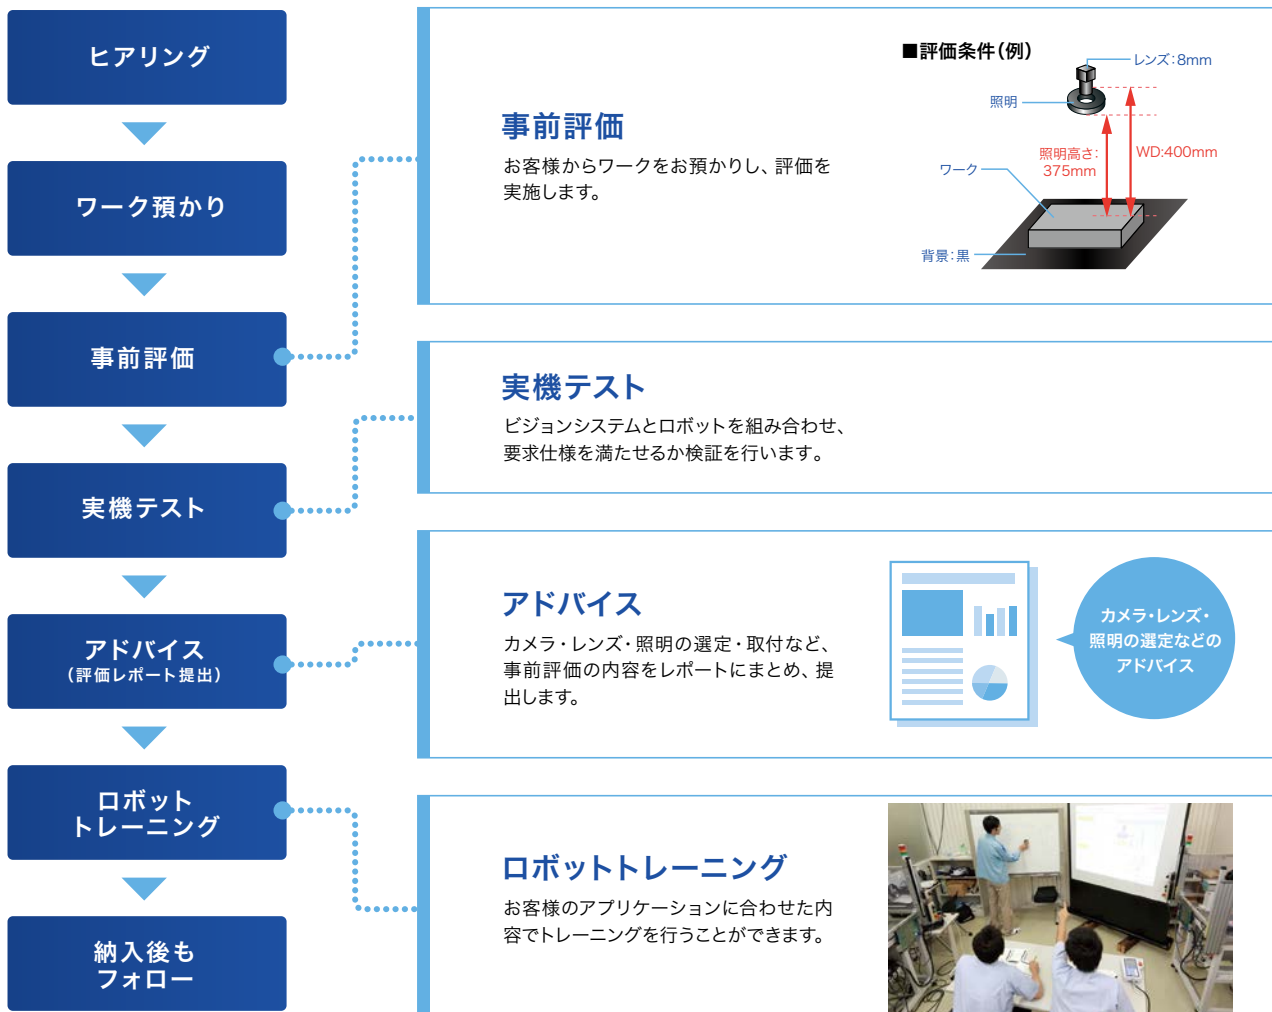 ヒアリング
ワーク預かり
事前評価
実機テスト
アドバイス
（評価レポート提出）
ロボット
トレーニング
納入後も
フォロー
事前評価
お客様からワークをお預かりし、評価を
実施します。
■評価条件（例）
レンズ：8mm
照明
照明高さ：
375mm
WD:400mm
ワーク
背景：黒
実機テスト
ビジョンシステムとロボットを組み合わせ、
要求仕様を満たせるか検証を行います。
アドバイス
カメラ・レンズ・照明の選定・取付など、
事前評価の内容をレポートにまとめ、提
出します。
カメラ・レンズ・
照明の選定などの
アドバイス
ロボットトレーニング
お客様のアプリケーションに合わせた内
容でトレーニングを行うことができます。